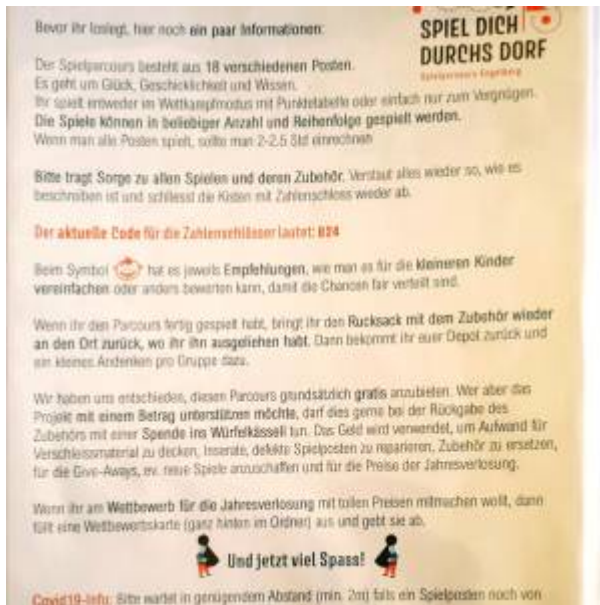 SPIEL DICH
DURCHS DORF
Spielparcours Engelberg
Bevor ihr loslegt, hier noch ein paar Informationen:
Der Spielparcours besteht aus 18 verschiedenen Posten.
Es geht um Glück, Geschicklichkeit und Wissen.
Ihr spielt entweder im Wettkampfmodus mit Punktetabelle oder einfach nur zum Vergnügen.
Die Spiele können in beliebiger Anzahl und Reihenfolge gespielt werden.
Wenn man alle Posten spielt, sollte man 2-2.5 Std einrechnen
Bitte tragt Sorge zu allen Spielen und deren Zubehör. Verstaut alles wieder so, wie es
beschrieben ist und schliesst die Kisten mit Zahlenschloss wieder ab.
Der aktuelle Code für die Zahlenschlösser lautet: 824
Beim Symbol hat es jeweils Empfehlungen, wie man es für die kleineren Kinder
vereinfachen oder anders bewerten kann, damit die Chancen fair verteilt sind.
Wenn ihr den Parcours fertig gespielt habt, bringt ihr den Rucksack mit dem Zubehör wieder
an den Ort zurück, wo ihr ihn ausgeliehen habt. Dann bekommt ihr euer Depot zurück und
ein kleines Andenken pro Gruppe dazu.
Wir haben uns entschieden, diesen Parcours grundsätzlich gratis anzubieten. Wer aber das
Projekt mit einem Betrag unterstützen möchte, darf dies gerne bei der Rückgabe des
Zubehörs mit einer Spende ins Würfelkässeli tun. Das Geld wird verwendet, um Aufwand für
Verschleissmaterial zu decken, Inserate, defekte Spielposten zu reparieren, Zubehör zu ersetzen,
für die Give-Aways, ev. neue Spiele anzuschaffen und für die Preise der Jahresverlosung.
Wenn ihr am Wettbewerb für die Jahresverlosung mit tollen Preisen mitmachen wollt, dann
füllt eine Wettbewerbskarte (ganz hinten im Ordner) aus und gebt sie ab.
Und jetzt viel Spass!
Covid19-Info: Bitte wartet in genügendem Abstand (min. 2m) falls ein Spielposten noch von